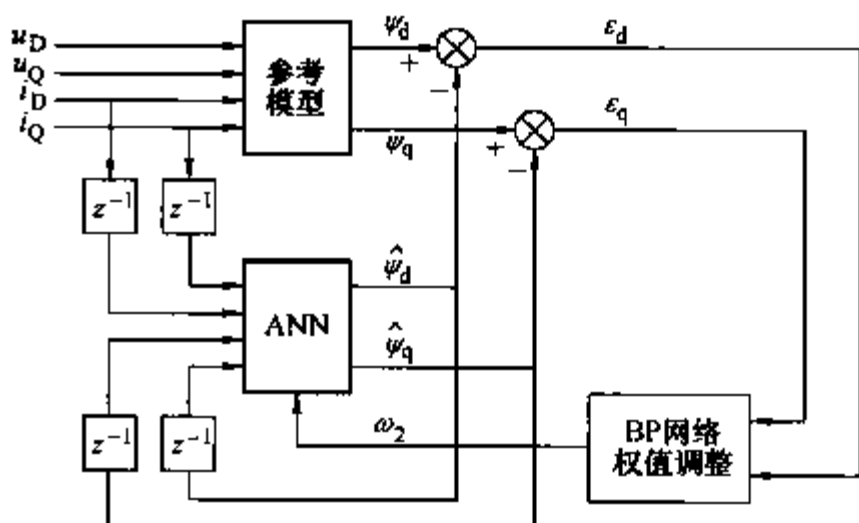 u_D
u_Q
i_D
i_Q
参考
模型
ψ_d
+
−
ε_d
ψ_q
+
−
ε_q
z⁻¹
z⁻¹
ANN
ψ̂_d
ψ̂_q
z⁻¹
z⁻¹
ω₂
BP网络
权值调整